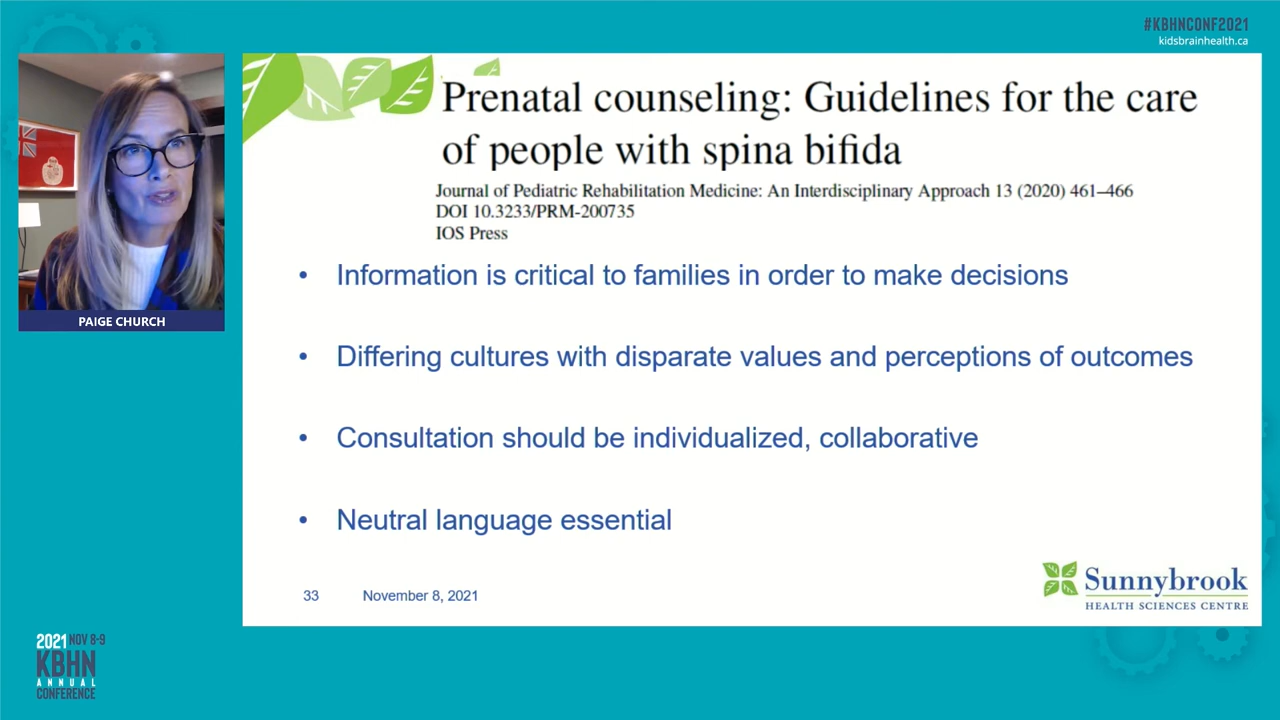 #KBHNCONF2021
kidsbrainhealth.ca
PAIGE CHURCH
Prenatal counseling: Guidelines for the care
of people with spina bifida
Journal of Pediatric Rehabilitation Medicine: An Interdisciplinary Approach 13 (2020) 461–466
DOI 10.3233/PRM-200735
IOS Press
• Information is critical to families in order to make decisions
• Differing cultures with disparate values and perceptions of outcomes
• Consultation should be individualized, collaborative
• Neutral language essential
33 November 8, 2021
Sunnybrook
HEALTH SCIENCES CENTRE
2021 NOV 8-9
KBHN
ANNUAL
CONFERENCE